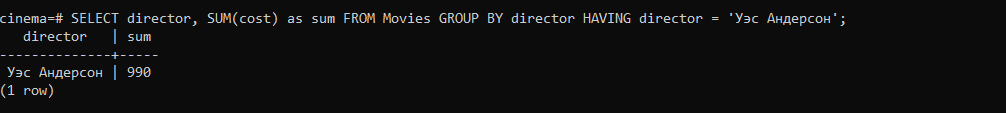 cinema=# SELECT director, SUM(cost) as sum FROM Movies GROUP BY director HAVING director = 'Уэс Андерсон';
   director   | sum
--------------+-----
 Уэс Андерсон | 990
(1 row)